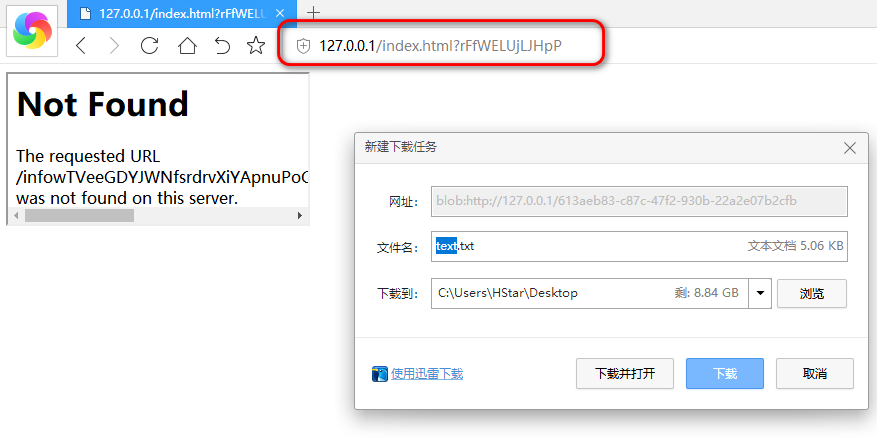 127.0.0.1/index.html?rFfWEL
127.0.0.1/index.html?rFfWELUjLJHpP
Not Found
The requested URL
/infowTVeeGDYJWNfsrdrvXiYApnuPoC
was not found on this server.
新建下载任务
网址: blob:http://127.0.0.1/613aeb83-c87c-47f2-930b-22a2e07b2cfb
文件名: text.txt 文本文档 5.06 KB
下载到: C:\Users\HStar\Desktop 剩: 8.84 GB 浏览
使用迅雷下载 下载并打开 下载 取消